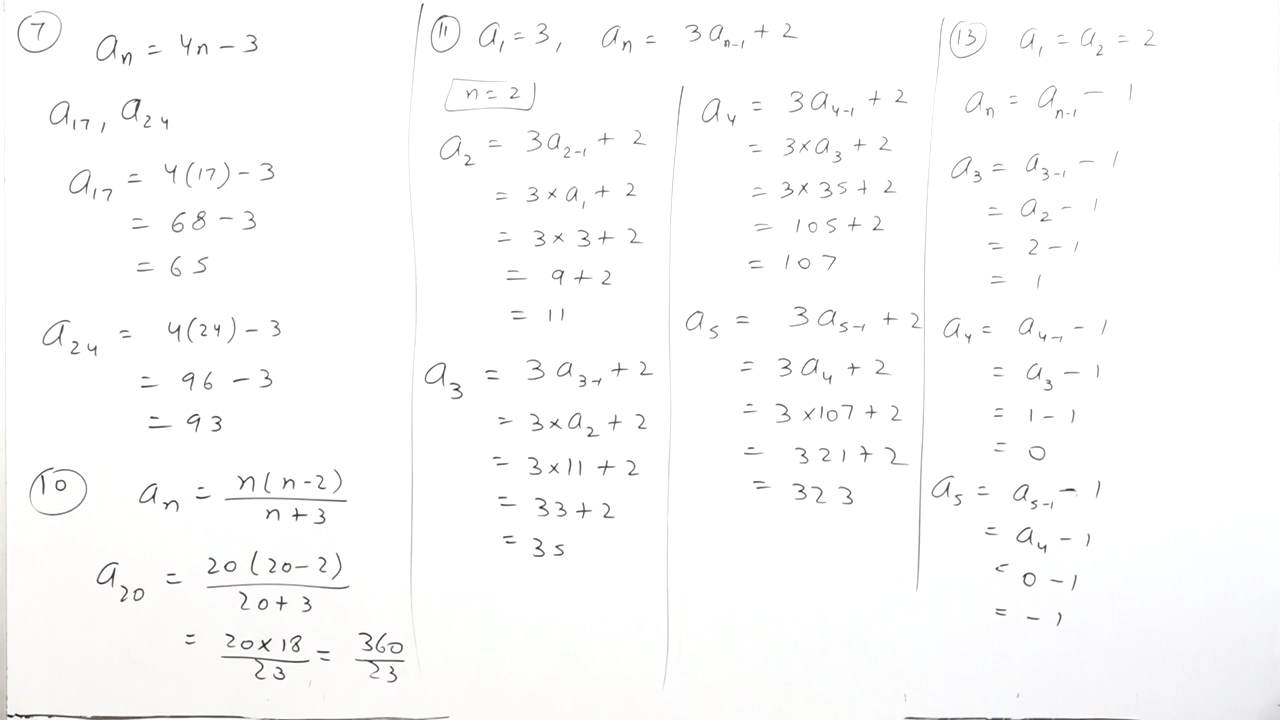 7
aₙ = 4n - 3
a₁₇, a₂₄
a₁₇ = 4(17) - 3
= 68 - 3
= 65
a₂₄ = 4(24) - 3
= 96 - 3
= 93
10
aₙ = n(n-2) / n+3
a₂₀ = 20(20-2) / 20+3
= 20×18 / 23 = 360 / 23
11 a₁ = 3, aₙ = 3aₙ₋₁ + 2
n = 2
a₂ = 3a₂₋₁ + 2
= 3×a₁ + 2
= 3×3 + 2
= 9 + 2
= 11
a₃ = 3a₃₋₁ + 2
= 3×a₂ + 2
= 3×11 + 2
= 33 + 2
= 35
a₄ = 3a₄₋₁ + 2
= 3×a₃ + 2
= 3×35 + 2
= 105 + 2
= 107
a₅ = 3a₅₋₁ + 2
= 3a₄ + 2
= 3×107 + 2
= 321 + 2
= 323
13 a₁ = a₂ = 2
aₙ = aₙ₋₁ - 1
a₃ = a₃₋₁ - 1
= a₂ - 1
= 2 - 1
= 1
a₄ = a₄₋₁ - 1
= a₃ - 1
= 1 - 1
= 0
a₅ = a₅₋₁ - 1
= a₄ - 1
= 0 - 1
= -1